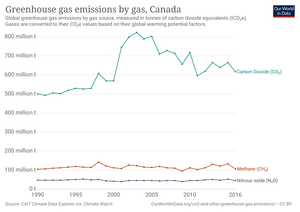 Greenhouse gas emissions by gas, Canada
Our World
in Data
Global greenhouse gas emissions by gas source, measured in tonnes of carbon dioxide equivalents (tCO₂e).
Gases are converted to their CO₂e values based on their global warming potential factors.
800 million t
700 million t
600 million t
500 million t
400 million t
300 million t
200 million t
100 million t
0 t
Carbon Dioxide (CO₂)
Methane (CH₄)
Nitrous oxide (N₂O)
1990
1995
2000
2005
2010
2016
Source: CAIT Climate Data Explorer via. Climate Watch
OurWorldInData.org/co2-and-other-greenhouse-gas-emissions/ | CC BY